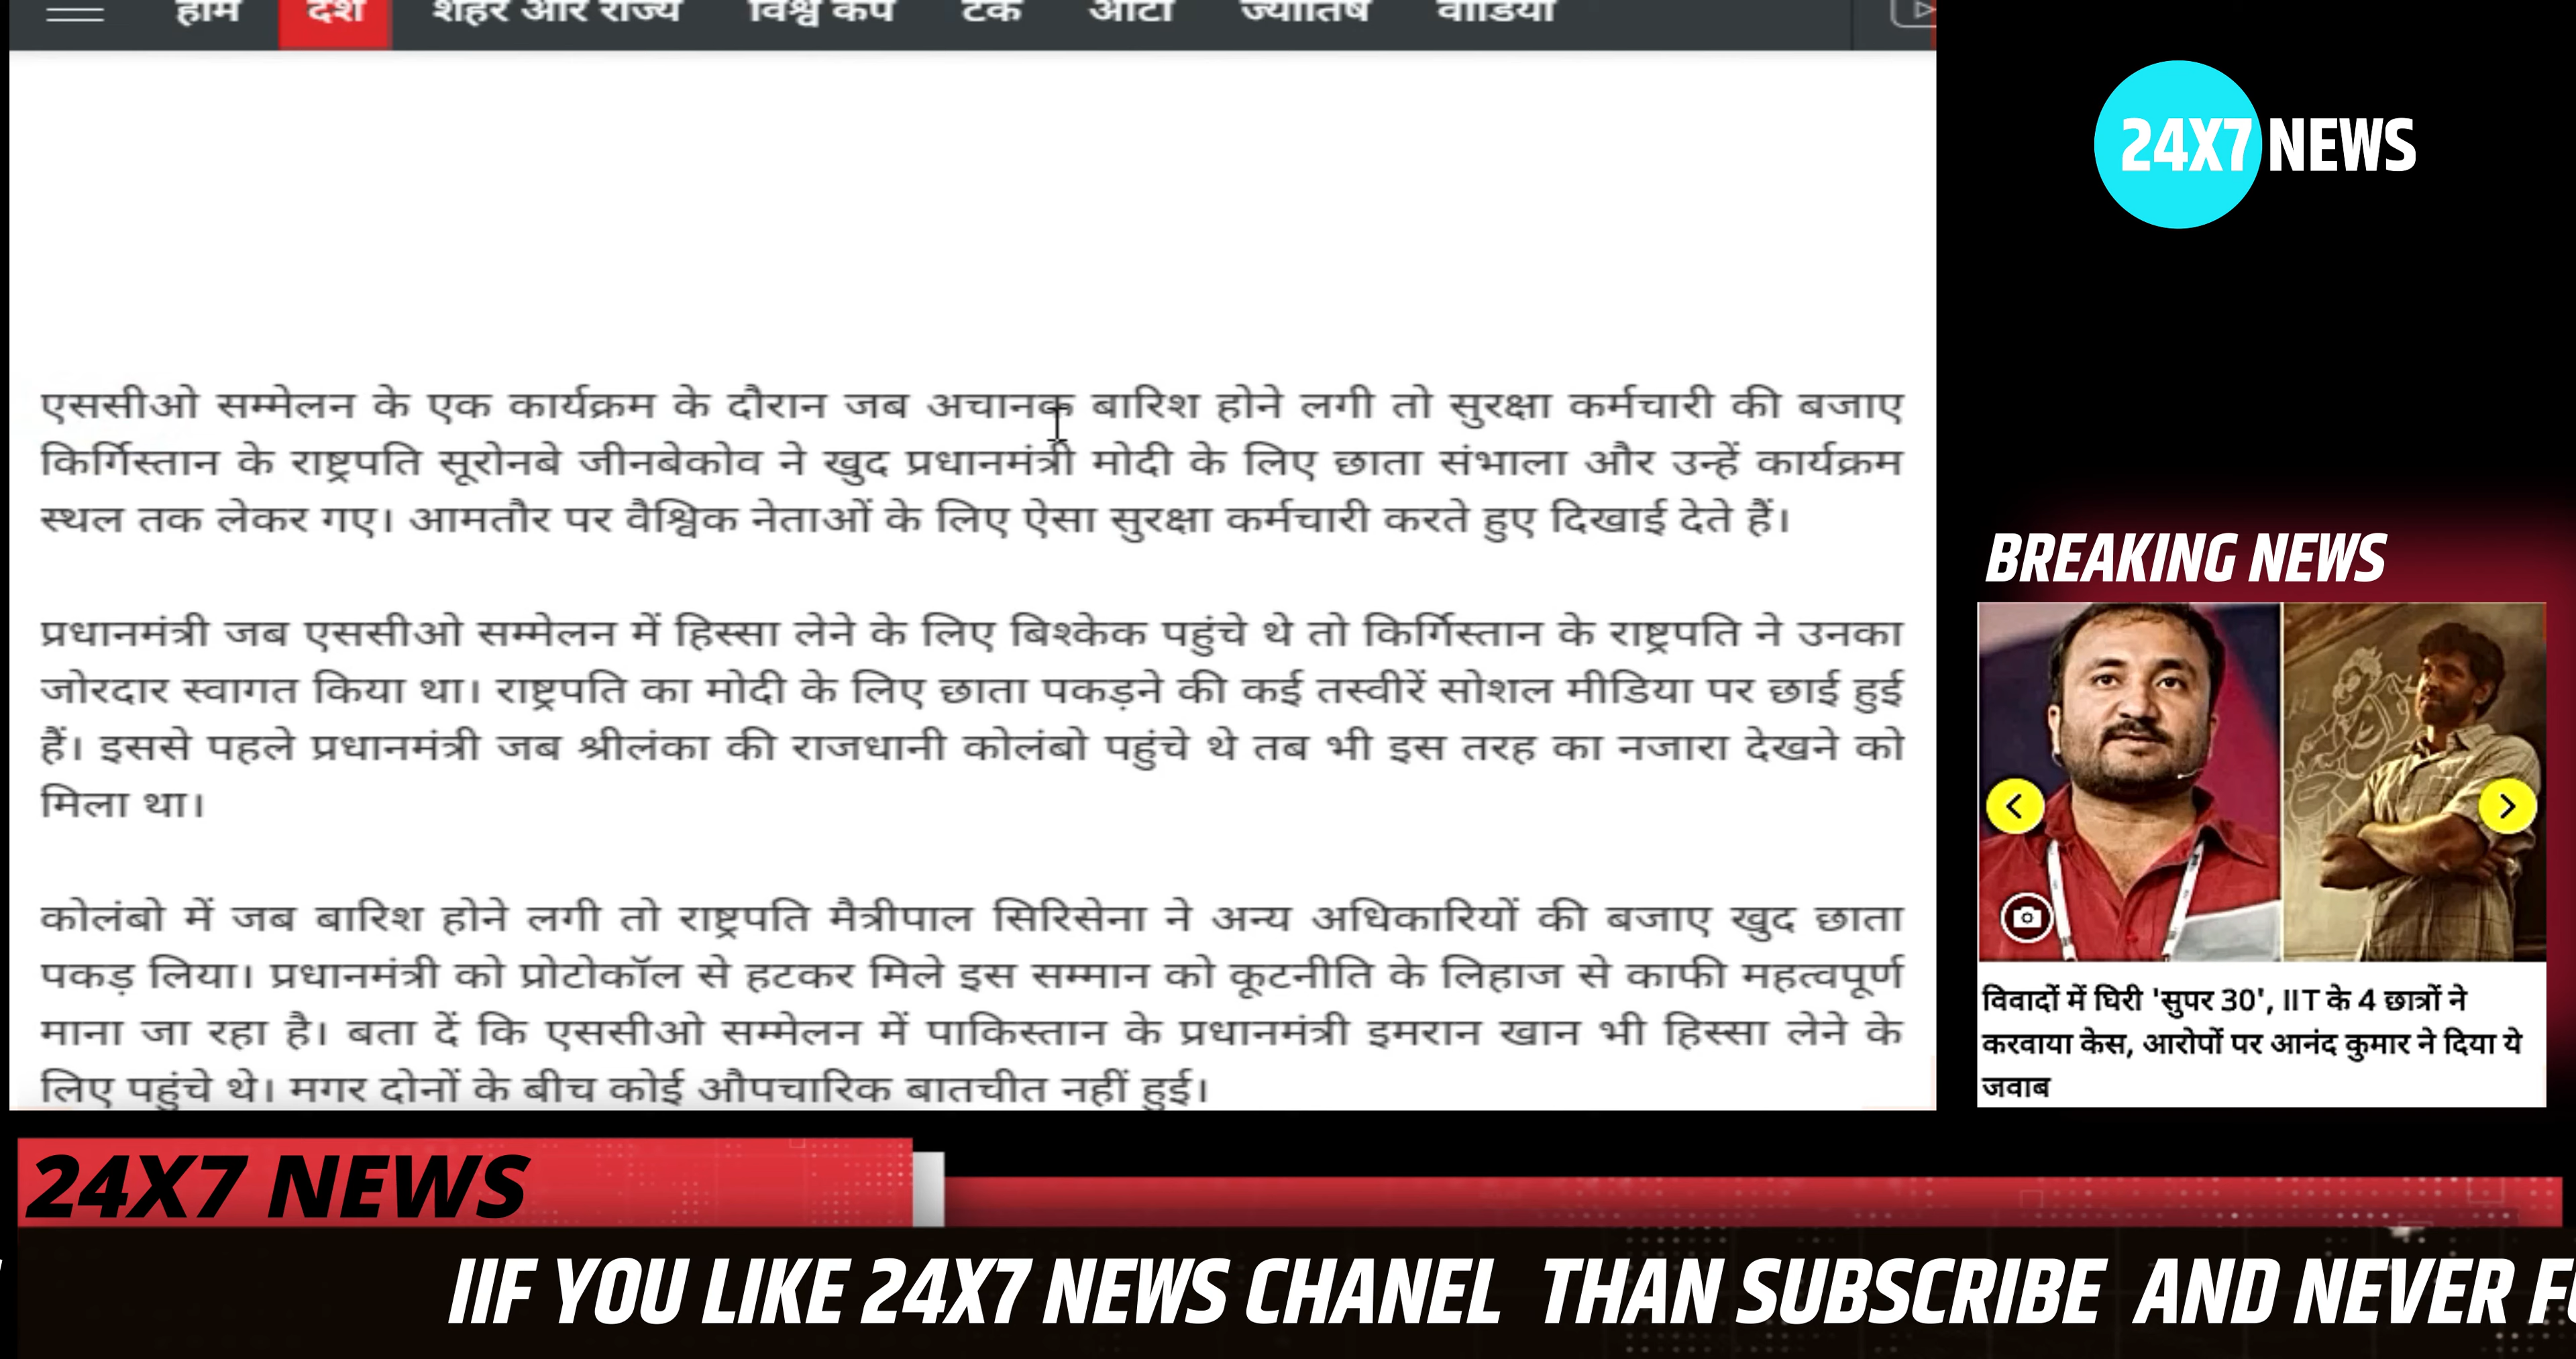 होम देश शहर और राज्य विश्व कप टेक ऑटो ज्योतिष वीडियो
24X7 NEWS
एससीओ सम्मेलन के एक कार्यक्रम के दौरान जब अचानक बारिश होने लगी तो सुरक्षा कर्मचारी की बजाए
किर्गिस्तान के राष्ट्रपति सूरोनबे जीनबेकोव ने खुद प्रधानमंत्री मोदी के लिए छाता संभाला और उन्हें कार्यक्रम
स्थल तक लेकर गए। आमतौर पर वैश्विक नेताओं के लिए ऐसा सुरक्षा कर्मचारी करते हुए दिखाई देते हैं।
प्रधानमंत्री जब एससीओ सम्मेलन में हिस्सा लेने के लिए बिश्केक पहुंचे थे तो किर्गिस्तान के राष्ट्रपति ने उनका
जोरदार स्वागत किया था। राष्ट्रपति का मोदी के लिए छाता पकड़ने की कई तस्वीरें सोशल मीडिया पर छाई हुई
हैं। इससे पहले प्रधानमंत्री जब श्रीलंका की राजधानी कोलंबो पहुंचे थे तब भी इस तरह का नजारा देखने को
मिला था।
कोलंबो में जब बारिश होने लगी तो राष्ट्रपति मैत्रीपाल सिरिसेना ने अन्य अधिकारियों की बजाए खुद छाता
पकड़ लिया। प्रधानमंत्री को प्रोटोकॉल से हटकर मिले इस सम्मान को कूटनीति के लिहाज से काफी महत्वपूर्ण
माना जा रहा है। बता दें कि एससीओ सम्मेलन में पाकिस्तान के प्रधानमंत्री इमरान खान भी हिस्सा लेने के
लिए पहुंचे थे। मगर दोनों के बीच कोई औपचारिक बातचीत नहीं हुई।
BREAKING NEWS
विवादों में घिरी 'सुपर 30', IIT के 4 छात्रों ने
करवाया केस, आरोपों पर आनंद कुमार ने दिया ये
जवाब
24X7 NEWS
IIF YOU LIKE 24X7 NEWS CHANEL THAN SUBSCRIBE AND NEVER